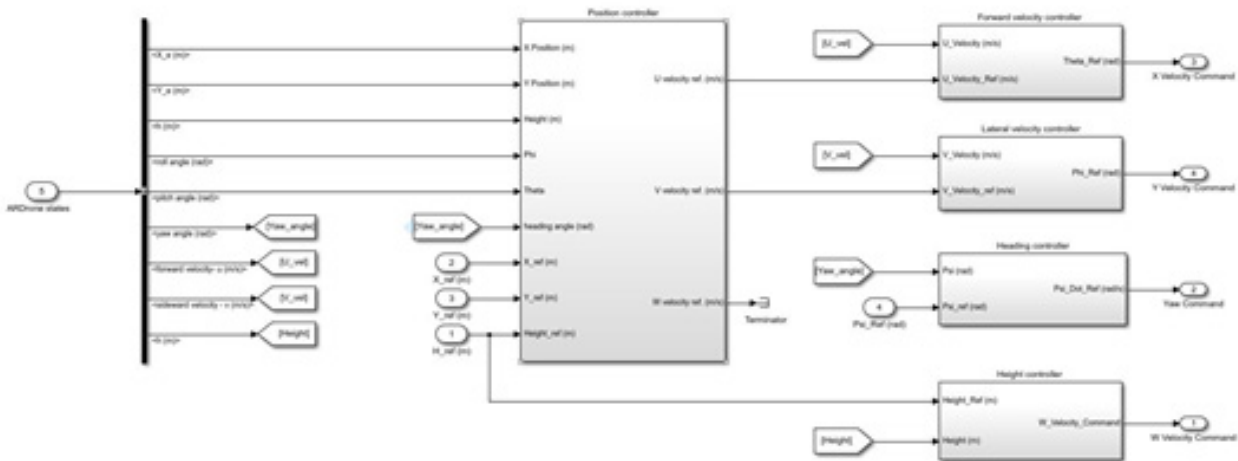 Position controller
<X_e (m)>
<Y_e (m)>
<h (m)>
<roll angle (rad)>
<pitch angle (rad)>
<yaw angle (rad)>
<forward velocity- u (m/s)>
<sideward velocity - v (m/s)>
<h (m)>
5
ARDrone states
[Yaw_angle]
[U_vel]
[V_vel]
[Height]
[Yaw_angle]
2
X_ref (m)
3
Y_ref (m)
1
H_ref (m)
X Position (m)
Y Position (m)
Height (m)
Phi
Theta
heading angle (rad)
X_ref (m)
Y_ref (m)
Height_ref (m)
U velocity ref. (m/s)
V velocity ref. (m/s)
W velocity ref. (m/s)
Terminator
Forward velocity controller
[U_vel]
U_Velocity (m/s)
U_Velocity_Ref (m/s)
Theta_Ref (rad)
3
X Velocity Command
Lateral velocity controller
[V_vel]
V_Velocity (m/s)
V_Velocity_ref (m/s)
Phi_Ref (rad)
4
Y Velocity Command
Heading controller
[Yaw_angle]
4
Psi_Ref (rad)
Psi (rad)
Psi_ref (rad)
Psi_Dot_Ref (rad/s)
2
Yaw Command
Height controller
Height_Ref (m)
[Height]
Height (m)
W_Velocity_Command
1
W Velocity Command